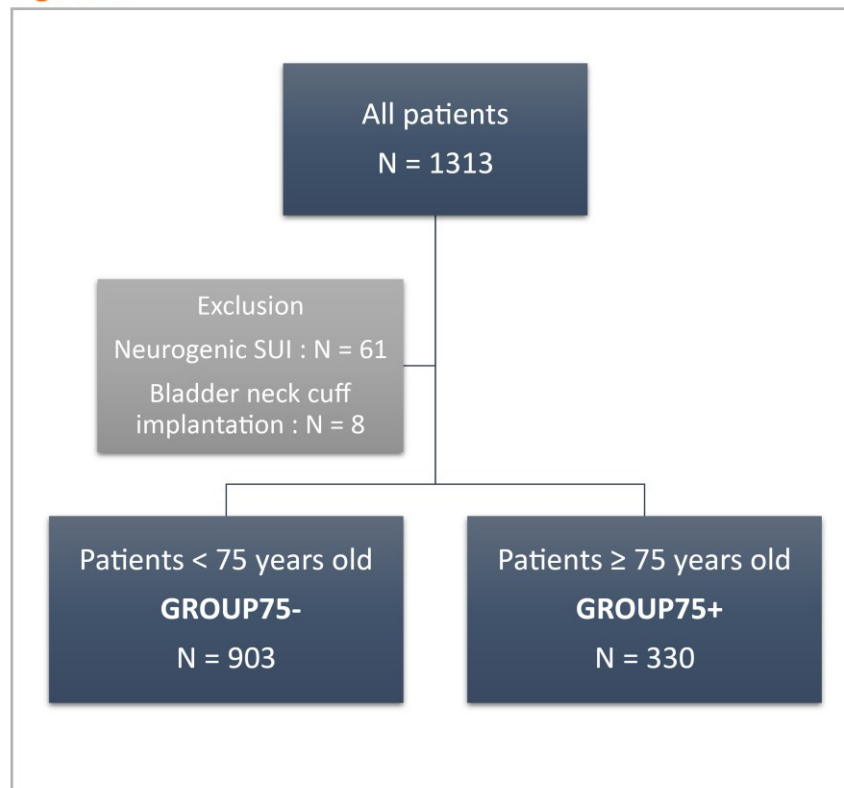 All patients
N = 1313
Exclusion
Neurogenic SUI : N = 61
Bladder neck cuff
implantation : N = 8
Patients < 75 years old
GROUP75-
N = 903
Patients ≥ 75 years old
GROUP75+
N = 330